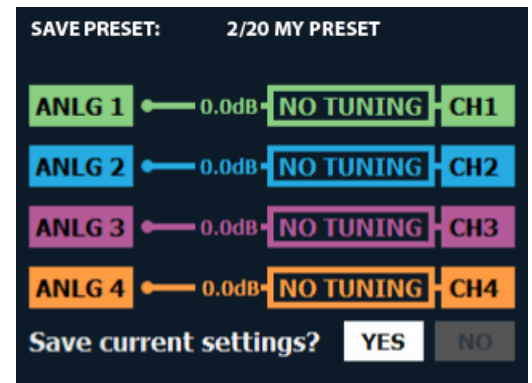 SAVE PRESET: 2/20 MY PRESET
ANLG 1 0.0dB NO TUNING CH1
ANLG 2 0.0dB NO TUNING CH2
ANLG 3 0.0dB NO TUNING CH3
ANLG 4 0.0dB NO TUNING CH4
Save current settings? YES NO